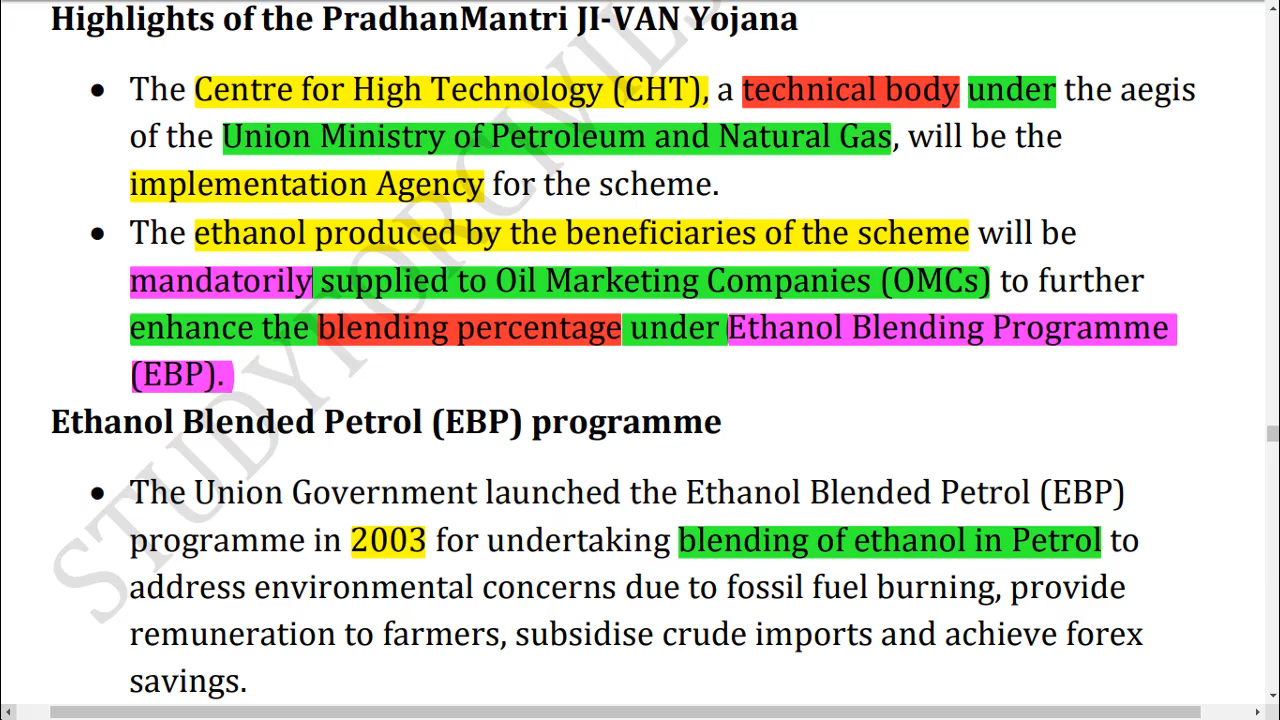 Highlights of the PradhanMantri JI-VAN Yojana
• The Centre for High Technology (CHT), a technical body under the aegis
of the Union Ministry of Petroleum and Natural Gas, will be the
implementation Agency for the scheme.
• The ethanol produced by the beneficiaries of the scheme will be
mandatorily supplied to Oil Marketing Companies (OMCs) to further
enhance the blending percentage under Ethanol Blending Programme
(EBP).
Ethanol Blended Petrol (EBP) programme
• The Union Government launched the Ethanol Blended Petrol (EBP)
programme in 2003 for undertaking blending of ethanol in Petrol to
address environmental concerns due to fossil fuel burning, provide
remuneration to farmers, subsidise crude imports and achieve forex
savings.
STUDYFORCIVILS